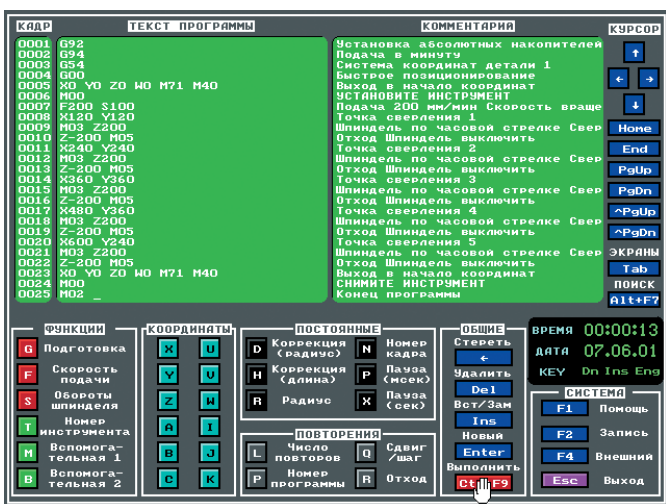 КАДР ТЕКСТ ПРОГРАММЫ КОММЕНТАРИЙ КУРСОР
0001 G92 Установка абсолютных накопителей
0002 G94 Подача в минуту
0003 G54 Система координат детали 1
0004 G00 Быстрое позиционирование
0005 X0 Y0 Z0 W0 M71 M40 Выход в начало координат
0006 M00 УСТАНОВИТЕ ИНСТРУМЕНТ
0007 F200 S100 Подача 200 мм/мин Скорость враще
0008 X120 Y120 Точка сверления 1
0009 M03 Z200 Шпиндель по часовой стрелке Свер
0010 Z-200 M05 Отход Шпиндель выключить
0011 X240 Y240 Точка сверления 2
0012 M03 Z200 Шпиндель по часовой стрелке Свер
0013 Z-200 M05 Отход Шпиндель выключить
0014 X360 Y360 Точка сверления 3
0015 M03 Z200 Шпиндель по часовой стрелке Свер
0016 Z-200 M05 Отход Шпиндель выключить
0017 X480 Y360 Точка сверления 4
0018 M03 Z200 Шпиндель по часовой стрелке Свер
0019 Z-200 M05 Отход Шпиндель выключить
0020 X600 Y240 Точка сверления 5
0021 M03 Z200 Шпиндель по часовой стрелке Свер
0022 Z-200 M05 Отход Шпиндель выключить
0023 X0 Y0 Z0 W0 M71 M40 Выход в начало координат
0024 M00 СНИМИТЕ ИНСТРУМЕНТ
0025 M02 _ Конец программы
↑
← →
↓
Home
End
PgUp
PgDn
^PgUp
^PgDn
ЭКРАНЫ
Tab
ПОИСК
Alt+F7
ФУНКЦИИ
G Подготовка
F Скорость
подачи
S Обороты
шпинделя
T Номер
инструмента
M Вспомога-
тельная 1
B Вспомога-
тельная 2
КООРДИНАТЫ
X U
Y V
Z W
A I
B J
C K
ПОСТОЯННЫЕ
D Коррекция
(радиус) N Номер
кадра
H Коррекция
(длина) P Пауза
(мсек)
R Радиус X Пауза
(сек)
ПОВТОРЕНИЯ
L Число
повторов Q Сдвиг
/шаг
P Номер
программы R Отход
ОБЩИЕ
Стереть
←
Удалить
Del
Вст/Зам
Ins
Новый
Enter
Выполнить
Ct F9
ВРЕМЯ 00:00:13
ДАТА 07.06.01
KEY Dn Ins Eng
СИСТЕМА
F1 Помощь
F2 Запись
F4 Внешний
Esc Выход